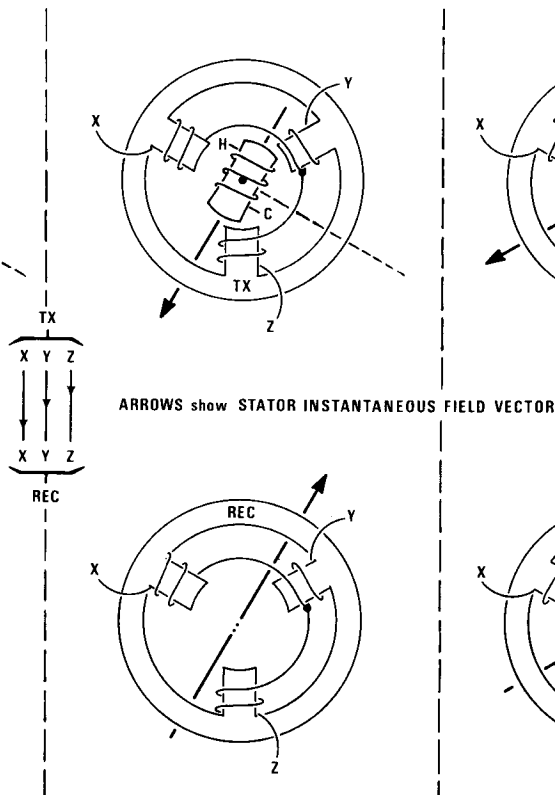 Y
X
X
H
C
TX
Z
TX
X Y Z
ARROWS show STATOR INSTANTANEOUS FIELD VECTOR
X Y Z
REC
REC
Y
X
X
Z